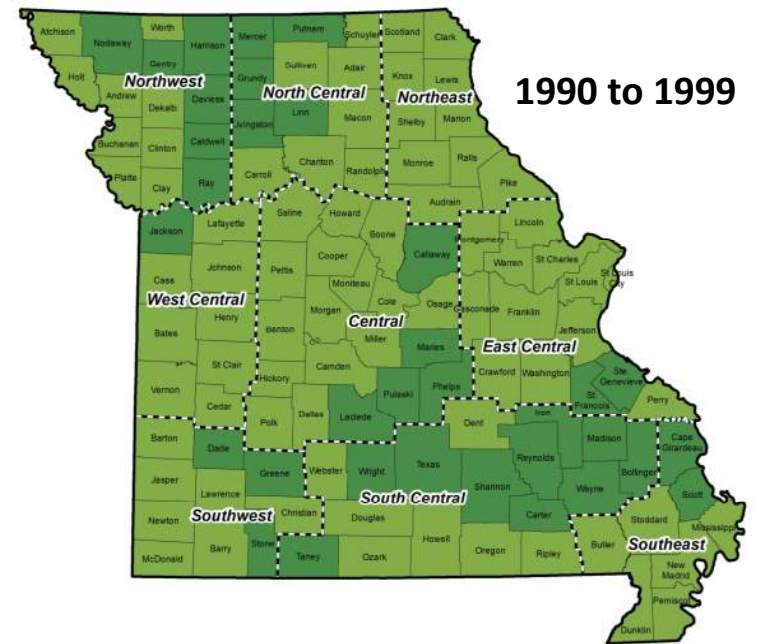 1990 to 1999
Northwest
Atchison
Nodaway
Worth
Harrison
Gentry
Holt
Andrew
Dekalb
Daviess
Buchanan
Clinton
Caldwell
Platte
Clay
Ray
North Central
Mercer
Putnam
Schuyler
Sullivan
Adair
Grundy
Linn
Macon
Livingston
Chariton
Carroll
Randolph
Northeast
Scotland
Clark
Knox
Lewis
Shelby
Marion
Monroe
Ralls
Pike
Audrain
West Central
Jackson
Lafayette
Cass
Johnson
Henry
Bates
St Clair
Vernon
Cedar
Central
Saline
Howard
Boone
Callaway
Cooper
Pettis
Moniteau
Cole
Osage
Morgan
Miller
Benton
Maries
Camden
Hickory
Pulaski
Phelps
Polk
Dallas
Laclede
East Central
Montgomery
Lincoln
Warren
St Charles
St Louis
St Louis
City
Gasconade
Franklin
Jefferson
Crawford
Washington
Ste
Genevieve
St
Francois
Perry
Southwest
Barton
Dade
Greene
Jasper
Lawrence
Newton
Christian
McDonald
Barry
Stone
South Central
Dent
Iron
Webster
Wright
Texas
Reynolds
Madison
Bollinger
Shannon
Wayne
Carter
Douglas
Howell
Taney
Ozark
Oregon
Ripley
Southeast
Cape
Girardeau
Scott
Stoddard
Mississippi
Butler
New
Madrid
Pemiscot
Dunklin